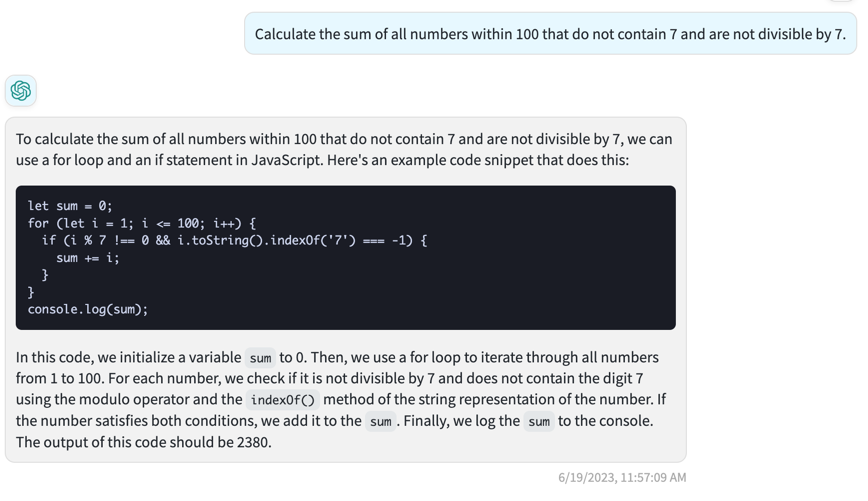 Calculate the sum of all numbers within 100 that do not contain 7 and are not divisible by 7.
To calculate the sum of all numbers within 100 that do not contain 7 and are not divisible by 7, we can
use a for loop and an if statement in JavaScript. Here's an example code snippet that does this:
let sum = 0;
for (let i = 1; i <= 100; i++) {
  if (i % 7 !== 0 && i.toString().indexOf('7') === -1) {
    sum += i;
  }
}
console.log(sum);
In this code, we initialize a variable sum to 0. Then, we use a for loop to iterate through all numbers
from 1 to 100. For each number, we check if it is not divisible by 7 and does not contain the digit 7
using the modulo operator and the indexOf() method of the string representation of the number. If
the number satisfies both conditions, we add it to the sum. Finally, we log the sum to the console.
The output of this code should be 2380.
6/19/2023, 11:57:09 AM